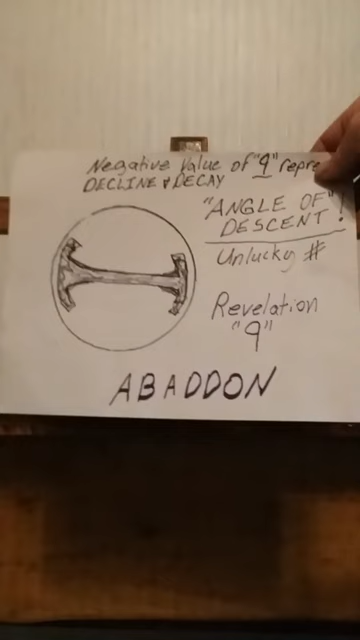 Negative Value of "9" repre
DECLINE & DECAY
"ANGLE OF"!
DESCENT
Unlucky #
Revelation
"9"
ABADDON